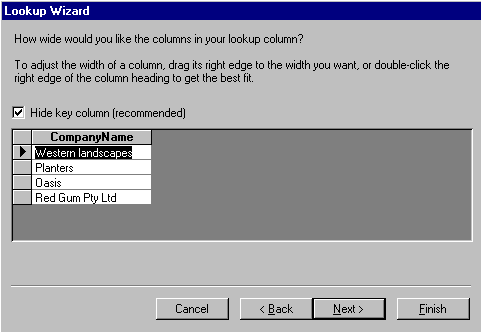 Lookup Wizard
How wide would you like the columns in your lookup column?
To adjust the width of a column, drag its right edge to the width you want, or double-click the
right edge of the column heading to get the best fit.
Hide key column (recommended)
CompanyName
Western landscapes
Planters
Oasis
Red Gum Pty Ltd
Cancel
< Back
Next >
Finish